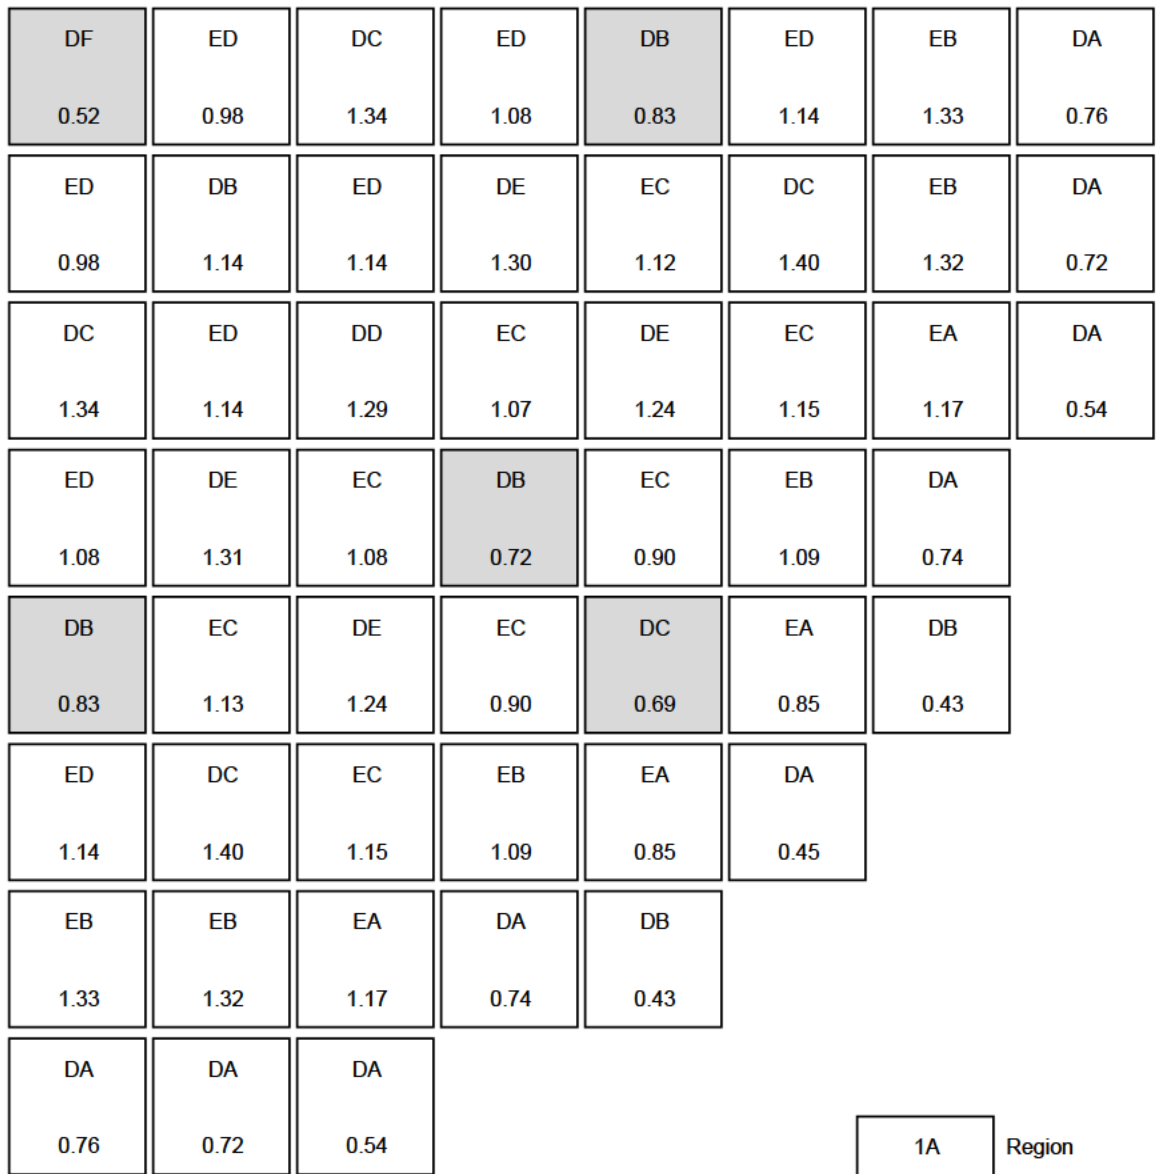 DF ED DC ED DB ED EB DA
0.52 0.98 1.34 1.08 0.83 1.14 1.33 0.76
ED DB ED DE EC DC EB DA
0.98 1.14 1.14 1.30 1.12 1.40 1.32 0.72
DC ED DD EC DE EC EA DA
1.34 1.14 1.29 1.07 1.24 1.15 1.17 0.54
ED DE EC DB EC EB DA
1.08 1.31 1.08 0.72 0.90 1.09 0.74
DB EC DE EC DC EA DB
0.83 1.13 1.24 0.90 0.69 0.85 0.43
ED DC EC EB EA DA
1.14 1.40 1.15 1.09 0.85 0.45
EB EB EA DA DB
1.33 1.32 1.17 0.74 0.43
DA DA DA
0.76 0.72 0.54 1A Region